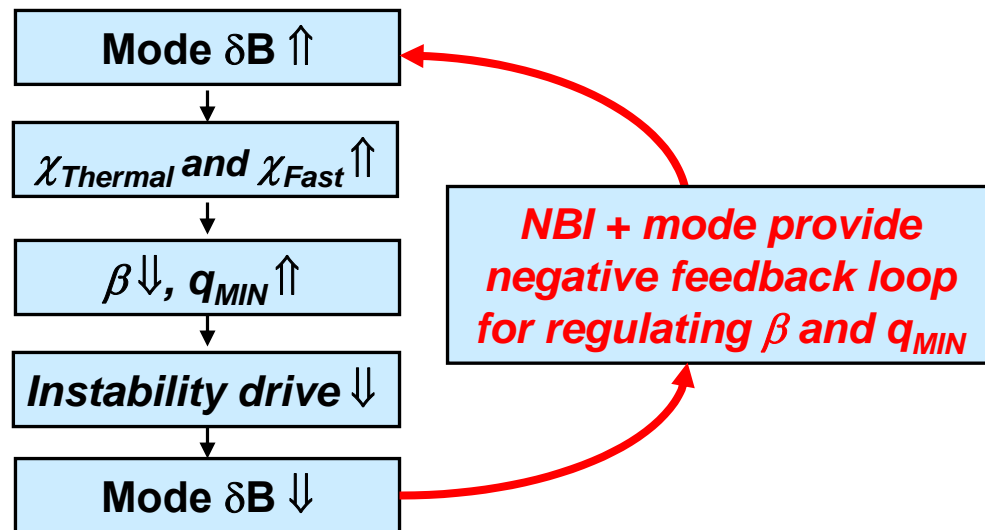 Mode δB ⇑
χThermal and χFast ⇑
β ⇓, qMIN ⇑
Instability drive ⇓
Mode δB ⇓
NBI + mode provide
negative feedback loop
for regulating β and qMIN